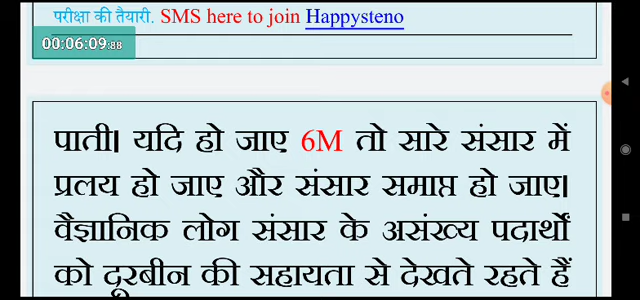 परीक्षा की तैयारी. SMS here to join Happysteno
00:06:09:88
पाती। यदि हो जाए 6M तो सारे संसार में
प्रलय हो जाए और संसार समाप्त हो जाए।
वैज्ञानिक लोग संसार के असंख्य पदार्थों
को दूरबीन की सहायता से देखते रहते हैं